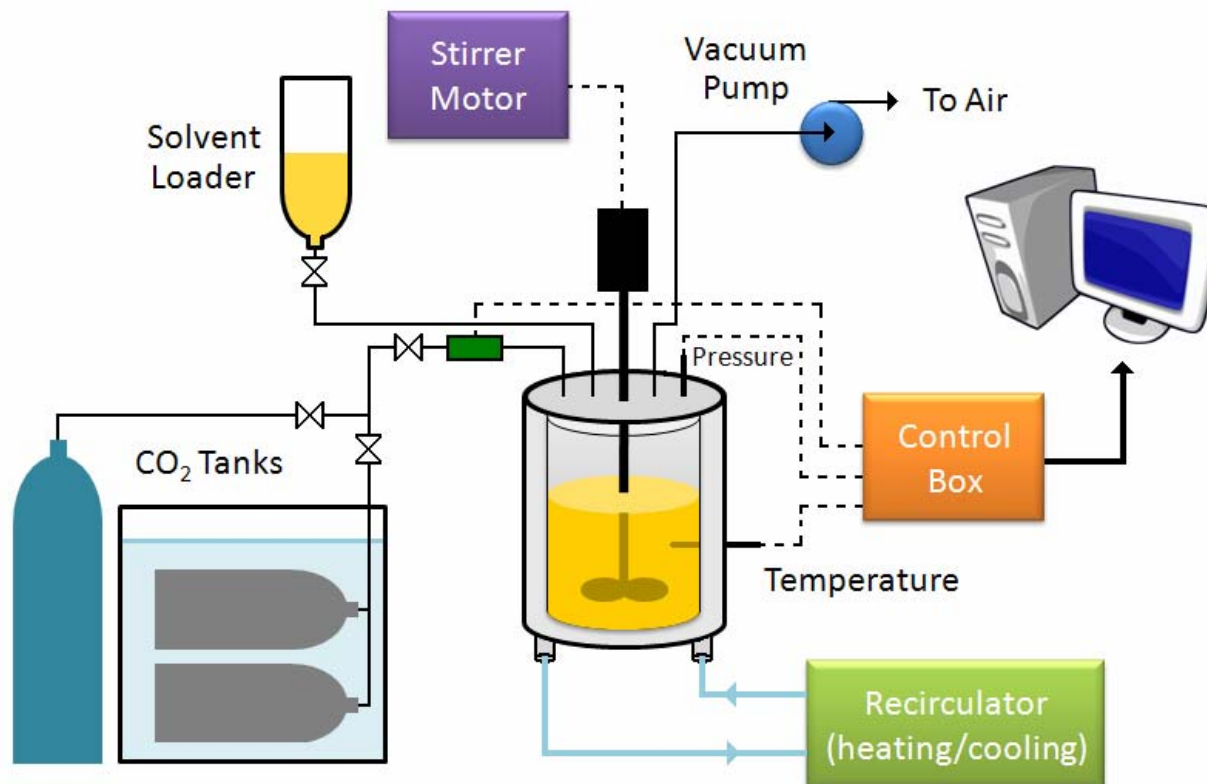 Stirrer
Motor
Vacuum
Pump
To Air
Solvent
Loader
Pressure
Control
Box
CO₂ Tanks
Temperature
Recirculator
(heating/cooling)